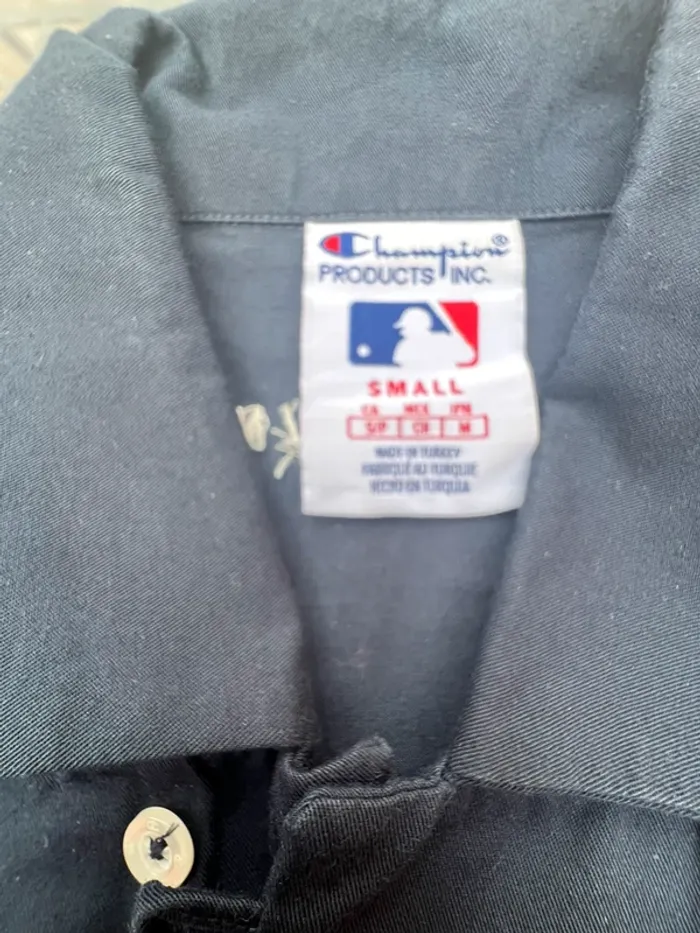 Champion®
PRODUCTS INC.
SMALL
CA MEX JPN
S/P CH M
MADE IN TURKEY
FABRIQUÉ AU TURQUIE
HECHO EN TURQUIA